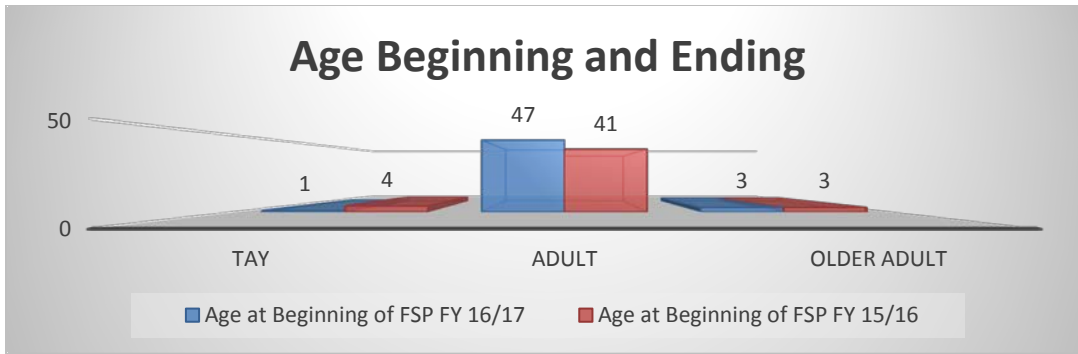 Age Beginning and Ending
50
47
41
1
4
3
3
0
TAY
ADULT
OLDER ADULT
Age at Beginning of FSP FY 16/17
Age at Beginning of FSP FY 15/16